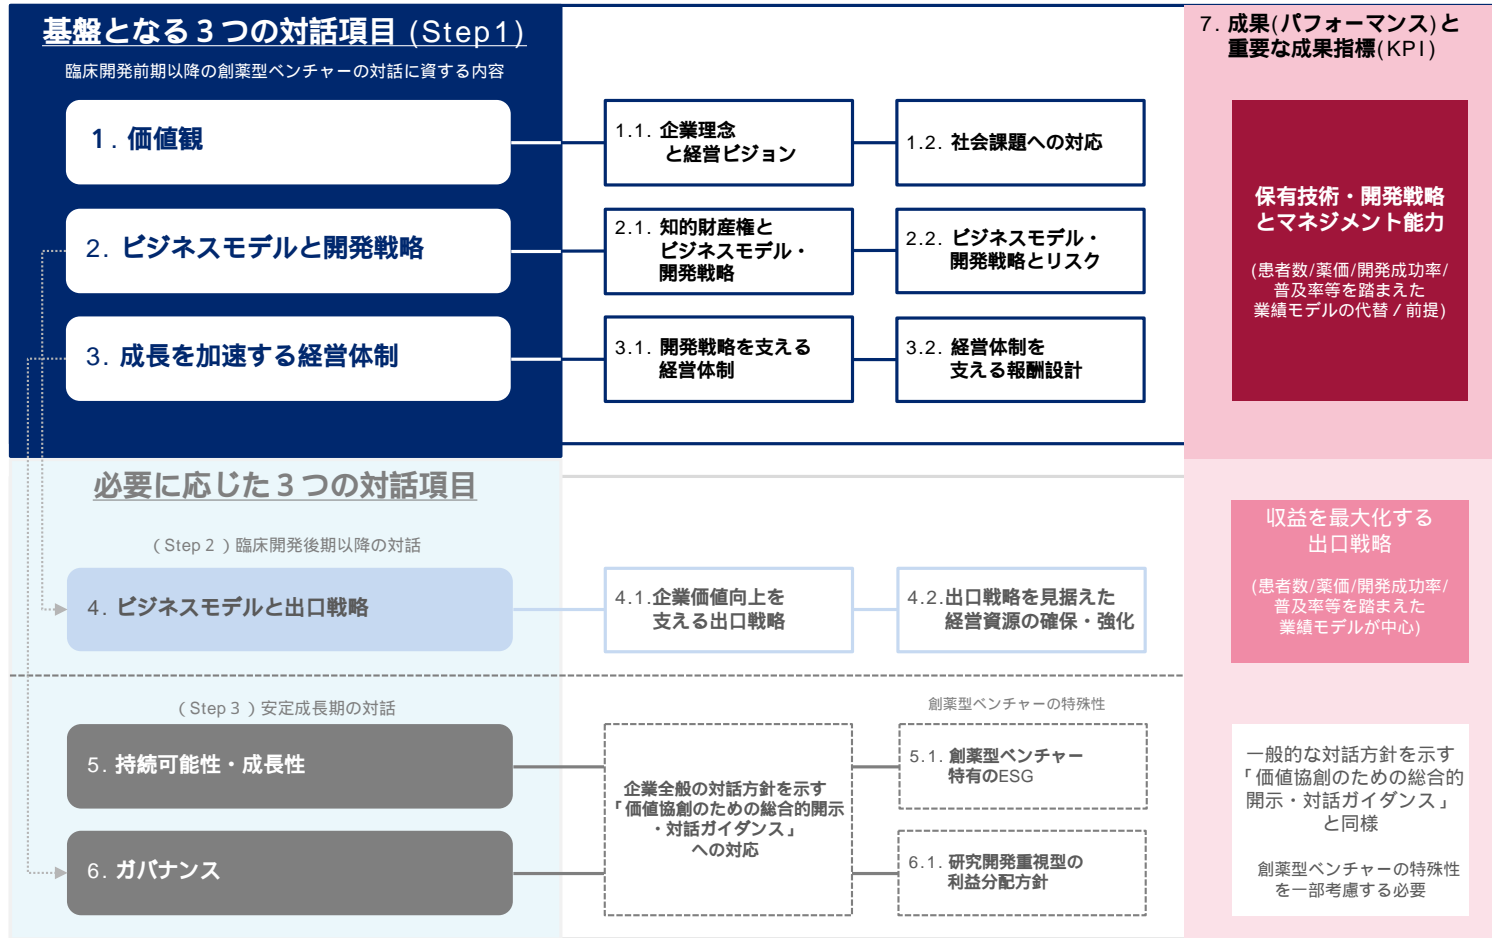 基盤となる３つの対話項目 (Step1)
臨床開発前期以降の創薬型ベンチャーの対話に資する内容
１. 価値観
1.1. 企業理念
と経営ビジョン
1.2. 社会課題への対応
2. ビジネスモデルと開発戦略
2.1. 知的財産権と
ビジネスモデル・
開発戦略
2.2. ビジネスモデル・
開発戦略とリスク
3. 成長を加速する経営体制
3.1. 開発戦略を支える
経営体制
3.2. 経営体制を
支える報酬設計
7. 成果(パフォーマンス)と
重要な成果指標(KPI)
保有技術・開発戦略
とマネジメント能力
(患者数/薬価/開発成功率/
普及率等を踏まえた
業績モデルの代替／前提)
必要に応じた３つの対話項目
（Step２）臨床開発後期以降の対話
4. ビジネスモデルと出口戦略
4.1.企業価値向上を
支える出口戦略
4.2.出口戦略を見据えた
経営資源の確保・強化
収益を最大化する
出口戦略
(患者数/薬価/開発成功率/
普及率等を踏まえた
業績モデルが中心)
（Step３）安定成長期の対話
5. 持続可能性・成長性
6. ガバナンス
企業全般の対話方針を示す
「価値協創のための総合的開示
・対話ガイダンス」
への対応
創薬型ベンチャーの特殊性
5.1. 創薬型ベンチャー
特有のESG
6.1. 研究開発重視型の
利益分配方針
一般的な対話方針を示す
「価値協創のための総合的
開示・対話ガイダンス」
と同様
創薬型ベンチャーの特殊性
を一部考慮する必要